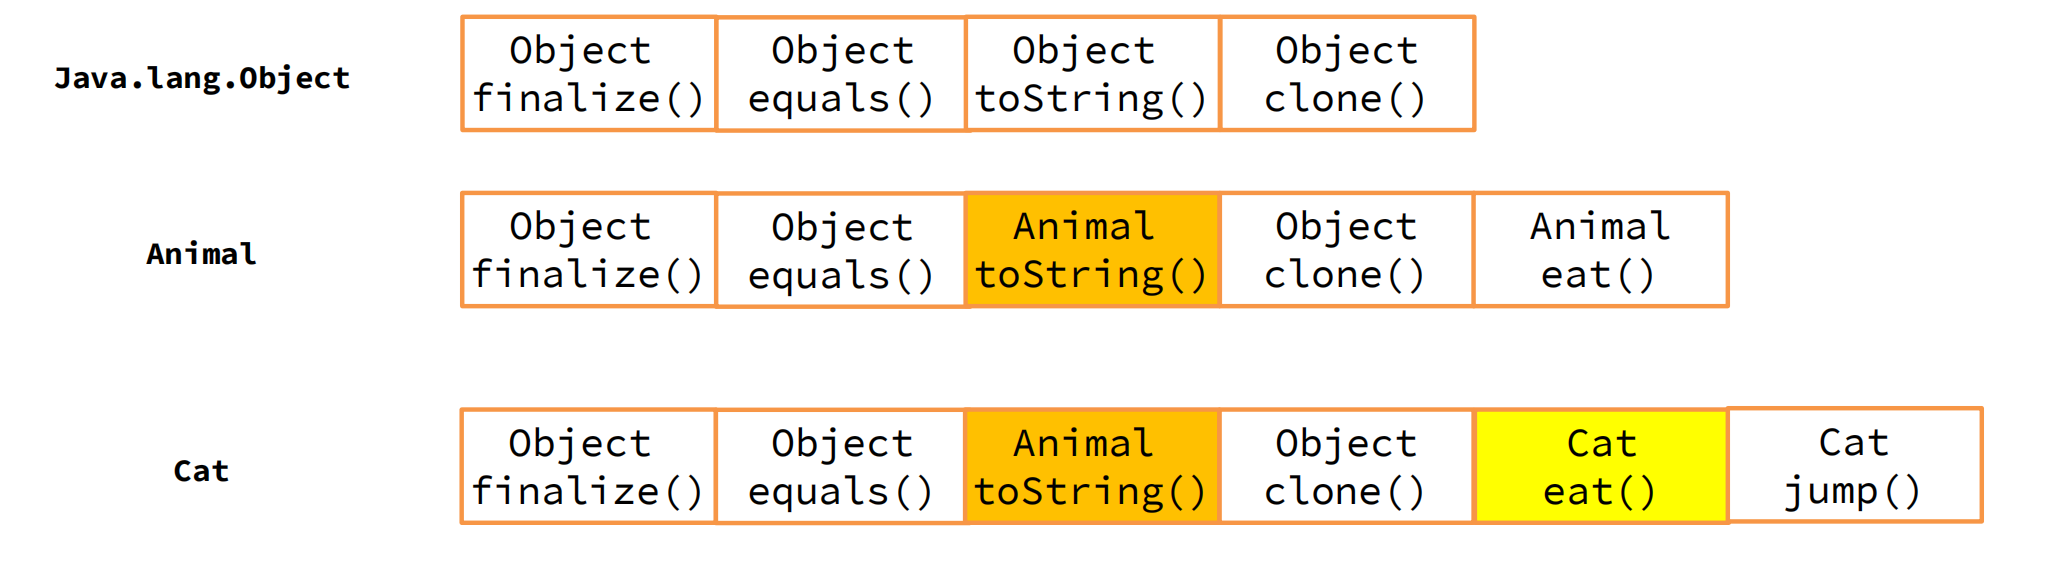 Java.lang.Object
Object
finalize()
Object
equals()
Object
toString()
Object
clone()
Animal
Object
finalize()
Object
equals()
Animal
toString()
Object
clone()
Animal
eat()
Cat
Object
finalize()
Object
equals()
Animal
toString()
Object
clone()
Cat
eat()
Cat
jump()